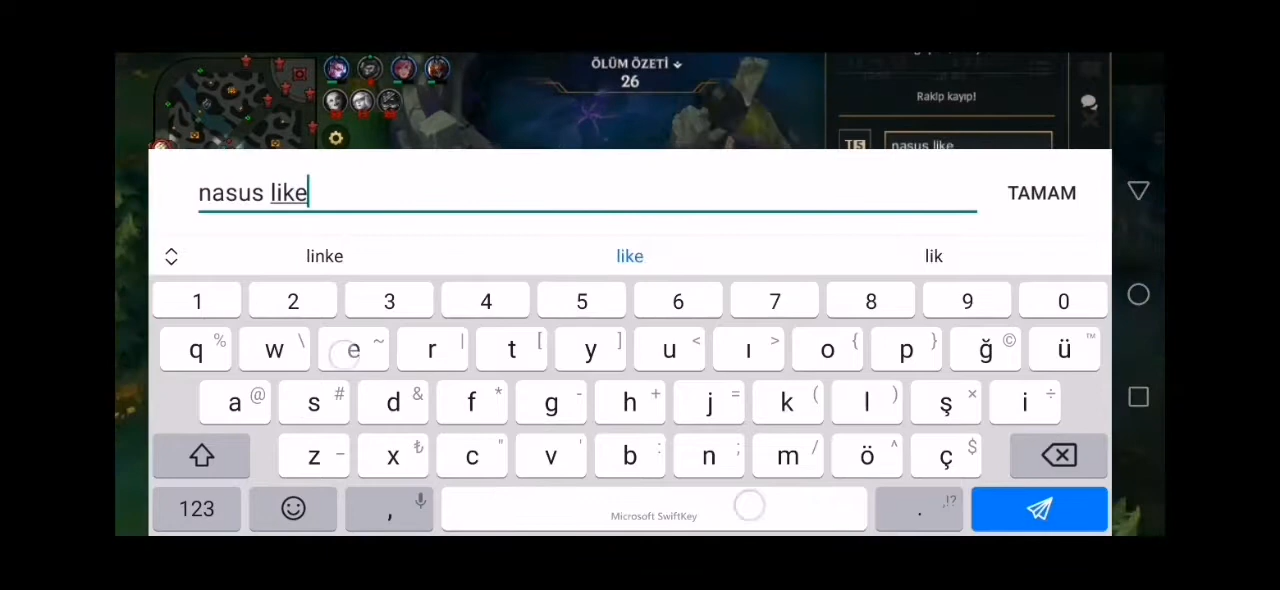 ÖLÜM ÖZETİ
26
Rakip kayıp!
nasus like
nasus like
TAMAM
linke like lik
1 2 3 4 5 6 7 8 9 0
q % w \ e ~ r | t [ y ] u < ı > o { p } ğ © ü ™
a @ s # d & f * g - h + j = k ( l ) ş × i ÷
z – x ₺ c " v ' b : n ; m / ö ^ ç $
123 , Microsoft SwiftKey . ,!?